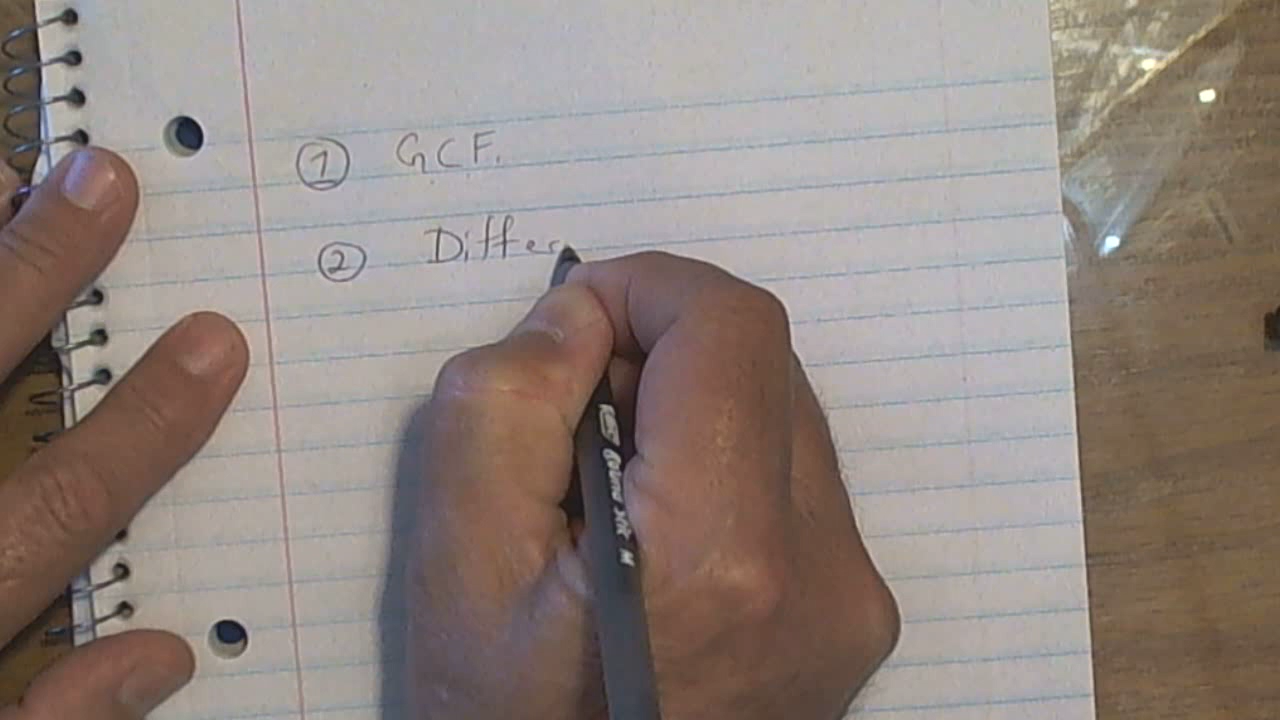 ① GCF.
② Differ